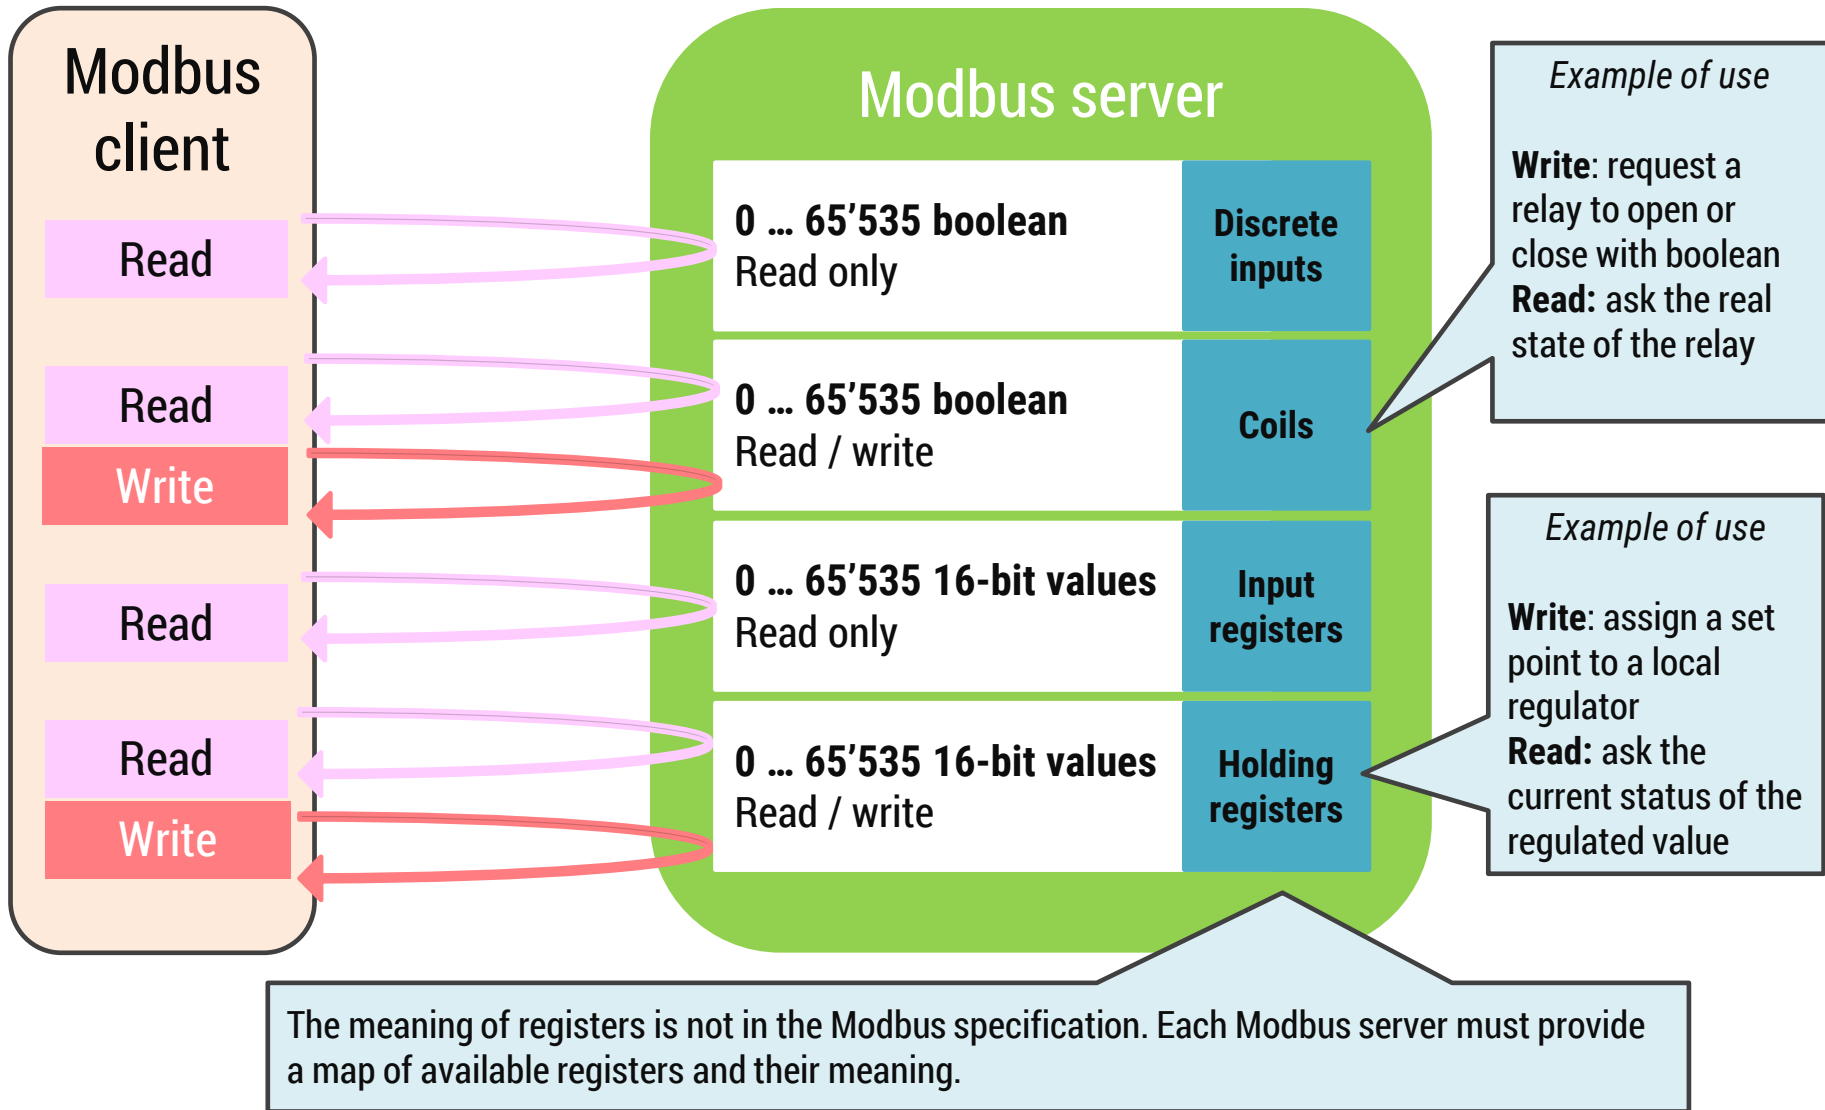 Modbus
client
Read
Read
Write
Read
Read
Write
Modbus server
0 ... 65’535 boolean
Read only
Discrete
inputs
0 ... 65’535 boolean
Read / write
Coils
0 ... 65’535 16-bit values
Read only
Input
registers
0 ... 65’535 16-bit values
Read / write
Holding
registers
Example of use
Write: request a
relay to open or
close with boolean
Read: ask the real
state of the relay
Example of use
Write: assign a set
point to a local
regulator
Read: ask the
current status of the
regulated value
The meaning of registers is not in the Modbus specification. Each Modbus server must provide
a map of available registers and their meaning.